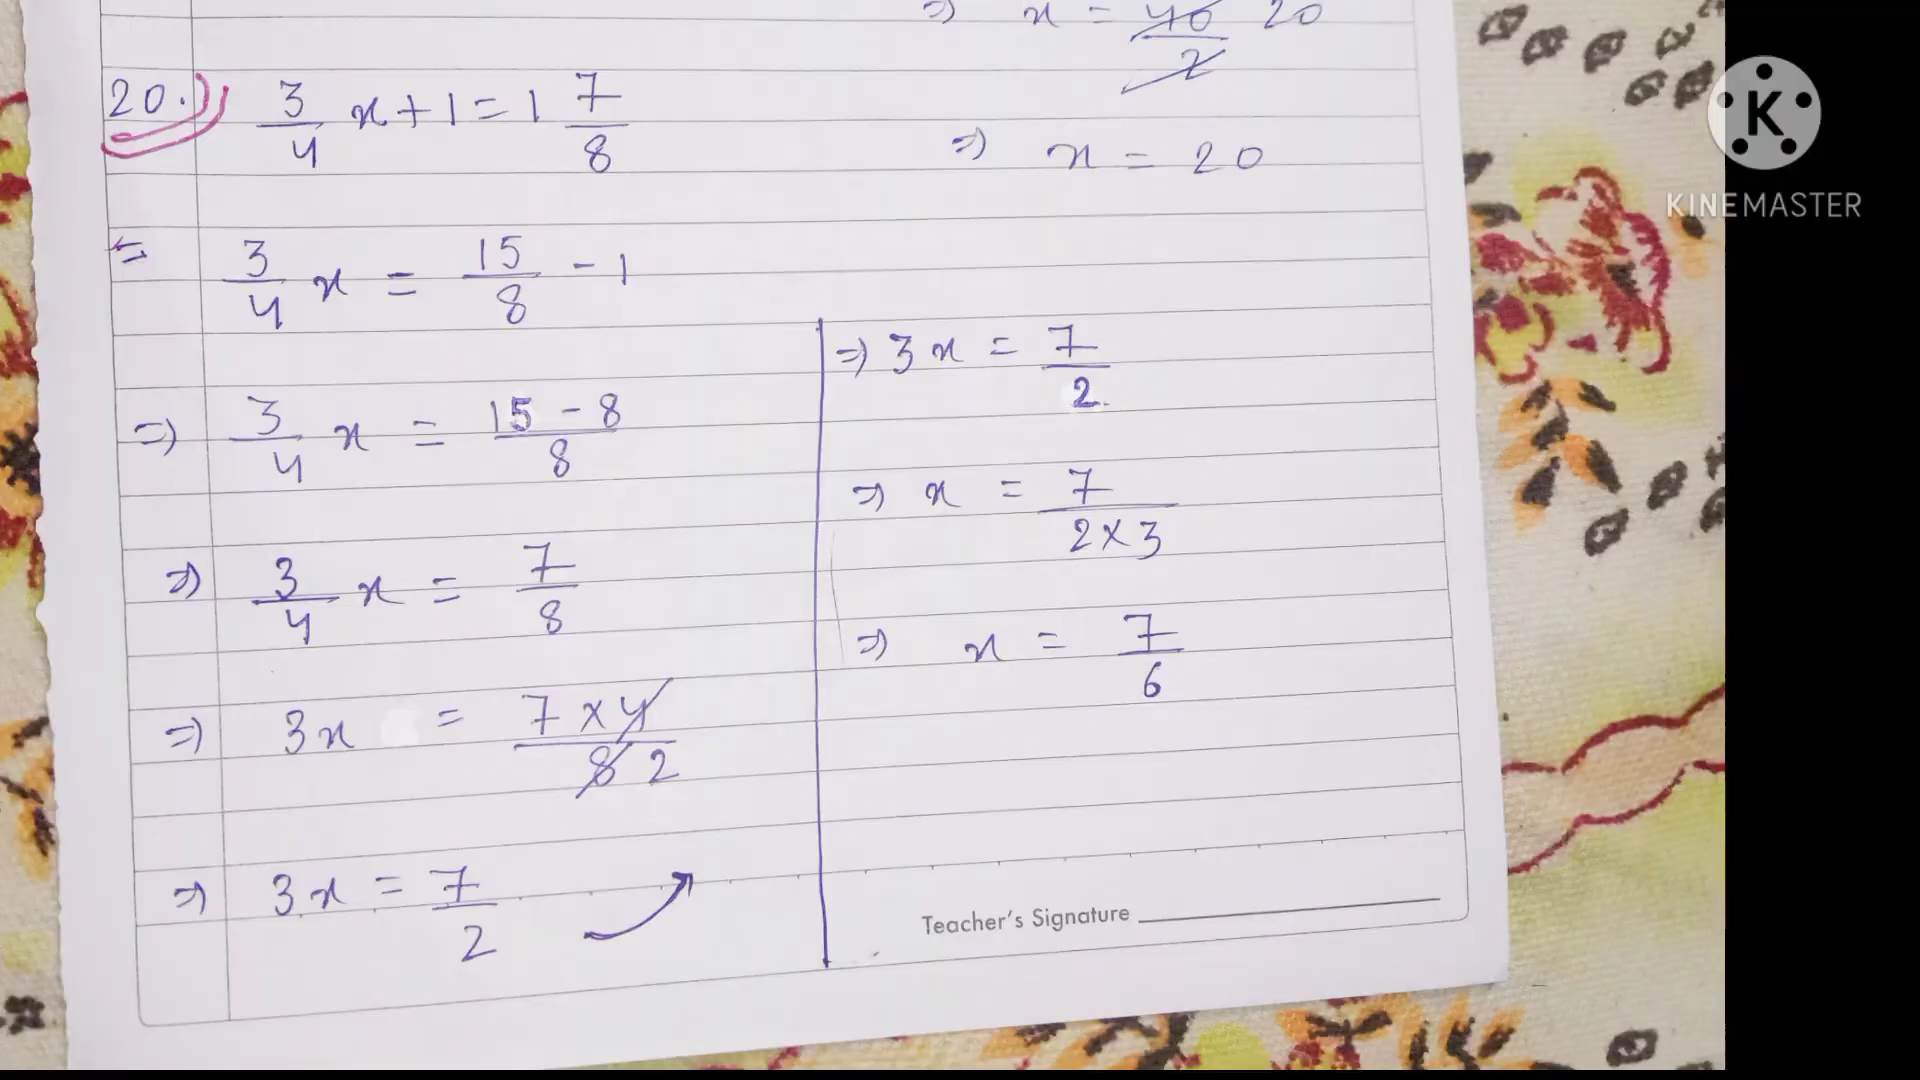 ⇒ x = 40/2 20
⇒ x = 20
20. 3/4 x + 1 = 1 7/8
⇒ 3/4 x = 15/8 - 1
⇒ 3/4 x = 15 - 8/8
⇒ 3/4 x = 7/8
⇒ 3x = 7 × 4/8 2
⇒ 3x = 7/2
⇒ 3x = 7/2
⇒ x = 7/2×3
⇒ x = 7/6
Teacher's Signature
K
KINEMASTER